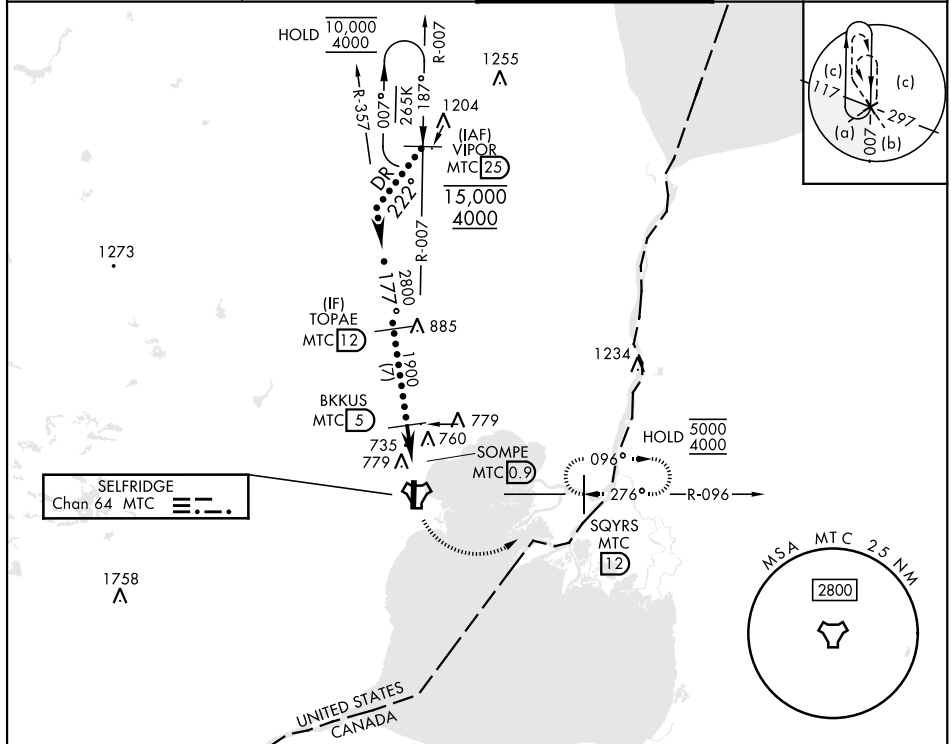 HOLD 10,000
4000
R-007
1255
R-357
007°
265K
187°
1204
(IAF)
VIPOR
MTC 25
15,000
4000
DR
222°
R-007
1273
2800
177°
(IF)
TOPAE
MTC 12
885
1900
(7)
1234
BKKUS
MTC 5
779
760
735
779
SOMPE
MTC 0.9
HOLD 5000
4000
096°
276°
R-096
SQYRS
MTC
12
SELFRIDGE
Chan 64 MTC
1758
UNITED STATES
CANADA
(c)
(c)
117
297
(a)
(b)
007
MSA MTC 25 NM
2800